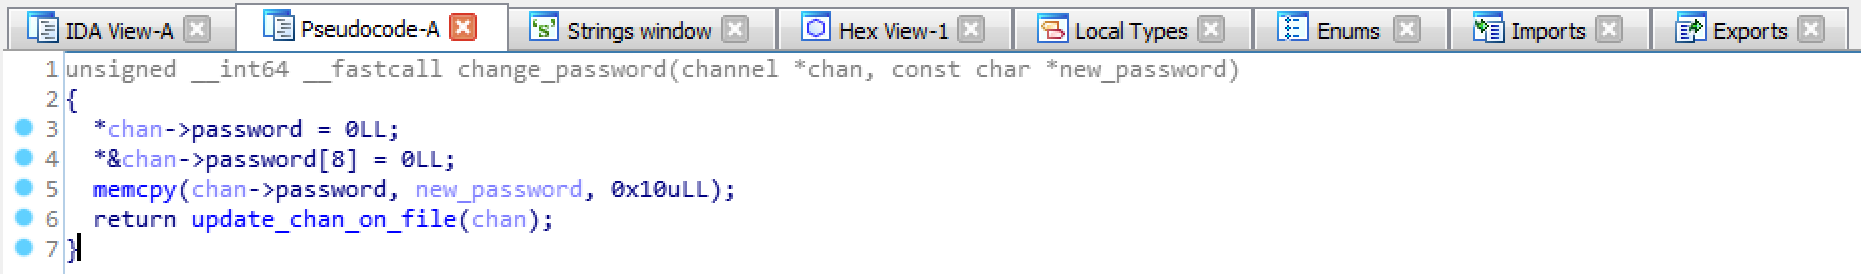 IDA View-A Pseudocode-A 's' Strings window Hex View-1 Local Types Enums Imports Exports
1 unsigned __int64 __fastcall change_password(channel *chan, const char *new_password)
2 {
3 *chan->password = 0LL;
4 *&chan->password[8] = 0LL;
5 memcpy(chan->password, new_password, 0x10uLL);
6 return update_chan_on_file(chan);
7 }